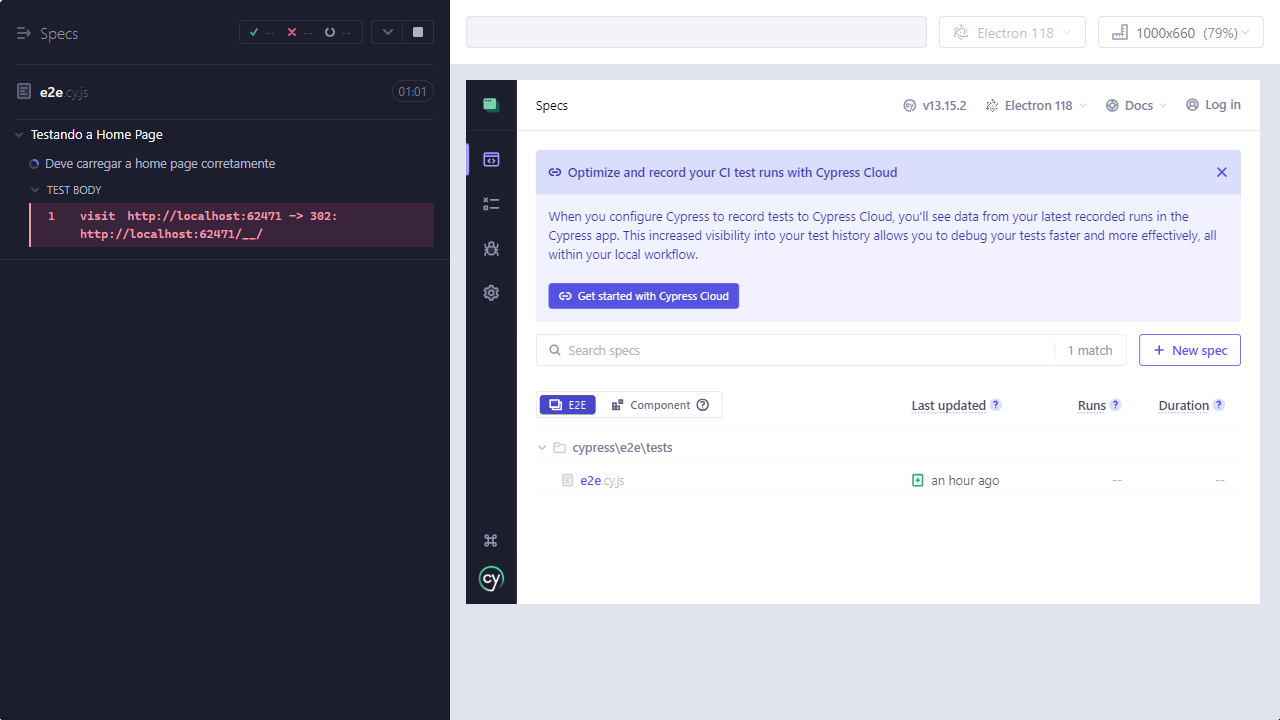 Specs
--
--
--
e2e.cy.js
01:01
Testando a Home Page
Deve carregar a home page corretamente
TEST BODY
1 visit http://localhost:62471 -> 302:
http://localhost:62471/__/
Electron 118
1000x660 (79%)
Specs
v13.15.2
Electron 118
Docs
Log in
Optimize and record your CI test runs with Cypress Cloud
When you configure Cypress to record tests to Cypress Cloud, you'll see data from your latest recorded runs in the
Cypress app. This increased visibility into your test history allows you to debug your tests faster and more effectively, all
within your local workflow.
Get started with Cypress Cloud
Search specs
1 match
+ New spec
E2E
Component ?
Last updated ?
Runs ?
Duration ?
cypress\e2e\tests
e2e.cy.js
an hour ago
--
--
cy